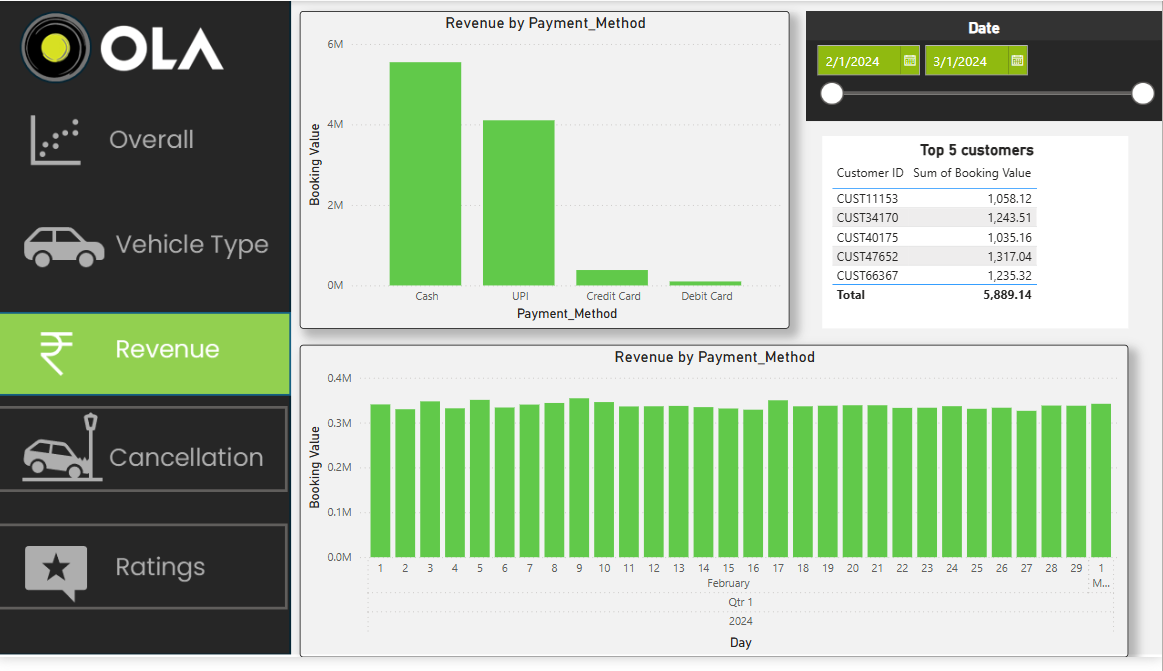 OLA
Overall
Vehicle Type
Revenue
Cancellation
Ratings
Revenue by Payment_Method
6M
4M
2M
0M
Booking Value
Cash UPI Credit Card Debit Card
Payment_Method
Date
2/1/2024 3/1/2024
Top 5 customers
Customer ID Sum of Booking Value
CUST11153 1,058.12
CUST34170 1,243.51
CUST40175 1,035.16
CUST47652 1,317.04
CUST66367 1,235.32
Total 5,889.14
Revenue by Payment_Method
0.4M
0.3M
0.2M
0.1M
0.0M
Booking Value
1 2 3 4 5 6 7 8 9 10 11 12 13 14 15 16 17 18 19 20 21 22 23 24 25 26 27 28 29 1
February M...
Qtr 1
2024
Day